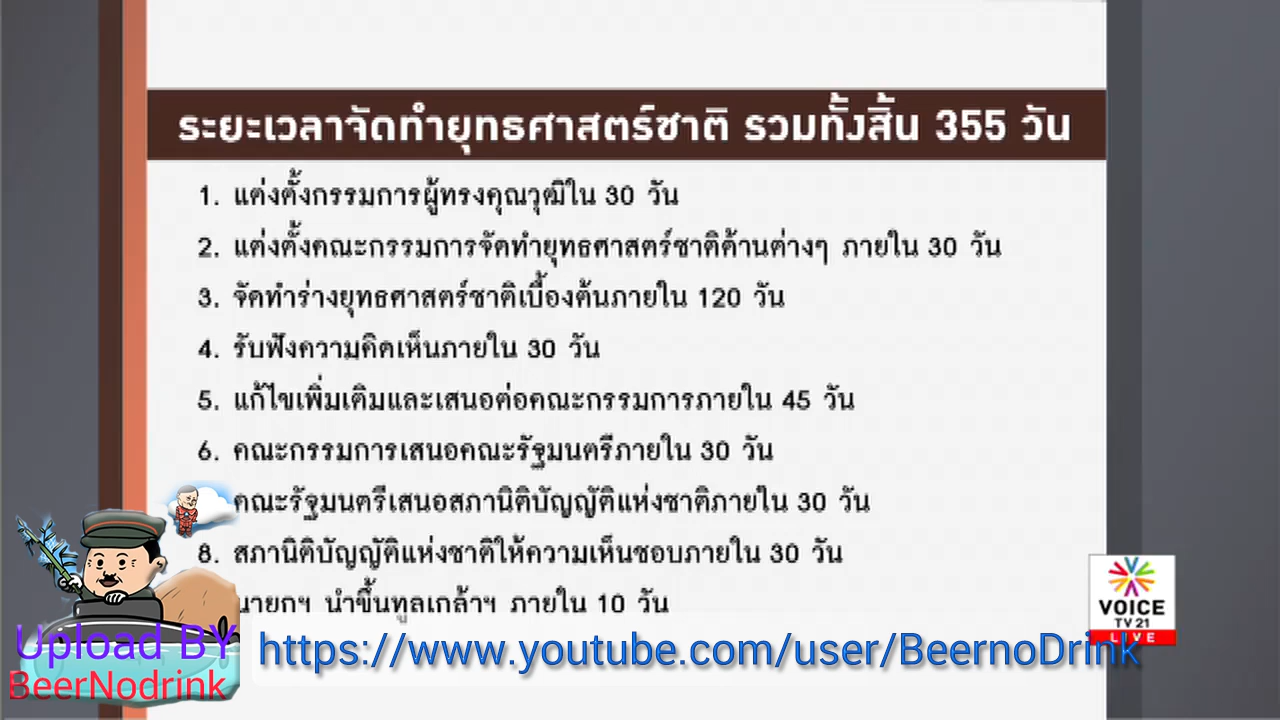 ระยะเวลาจัดทำยุทธศาสตร์ชาติ รวมทั้งสิ้น 355 วัน
1. แต่งตั้งกรรมการผู้ทรงคุณวุฒิใน 30 วัน
2. แต่งตั้งคณะกรรมการจัดทำยุทธศาสตร์ชาติด้านต่างๆ ภายใน 30 วัน
3. จัดทำร่างยุทธศาสตร์ชาติเบื้องต้นภายใน 120 วัน
4. รับฟังความคิดเห็นภายใน 30 วัน
5. แก้ไขเพิ่มเติมและเสนอต่อคณะกรรมการภายใน 45 วัน
6. คณะกรรมการเสนอคณะรัฐมนตรีภายใน 30 วัน
คณะรัฐมนตรีเสนอสภานิติบัญญัติแห่งชาติภายใน 30 วัน
8. สภานิติบัญญัติแห่งชาติให้ความเห็นชอบภายใน 30 วัน
นายกฯ นำขึ้นทูลเกล้าฯ ภายใน 10 วัน
VOICE
TV 21
LIVE
Upload BY
BeerNodrink
https://www.youtube.com/user/BeernoDrink